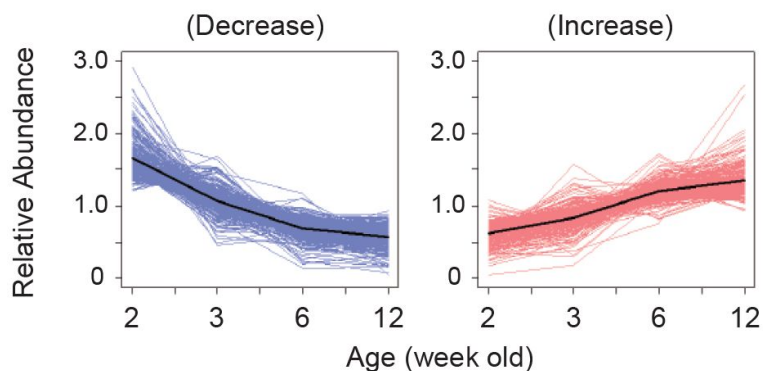 (Decrease)
(Increase)
Relative Abundance
3.0
2.0
1.0
0
3.0
2.0
1.0
0
2 3 6 12
2 3 6 12
Age (week old)